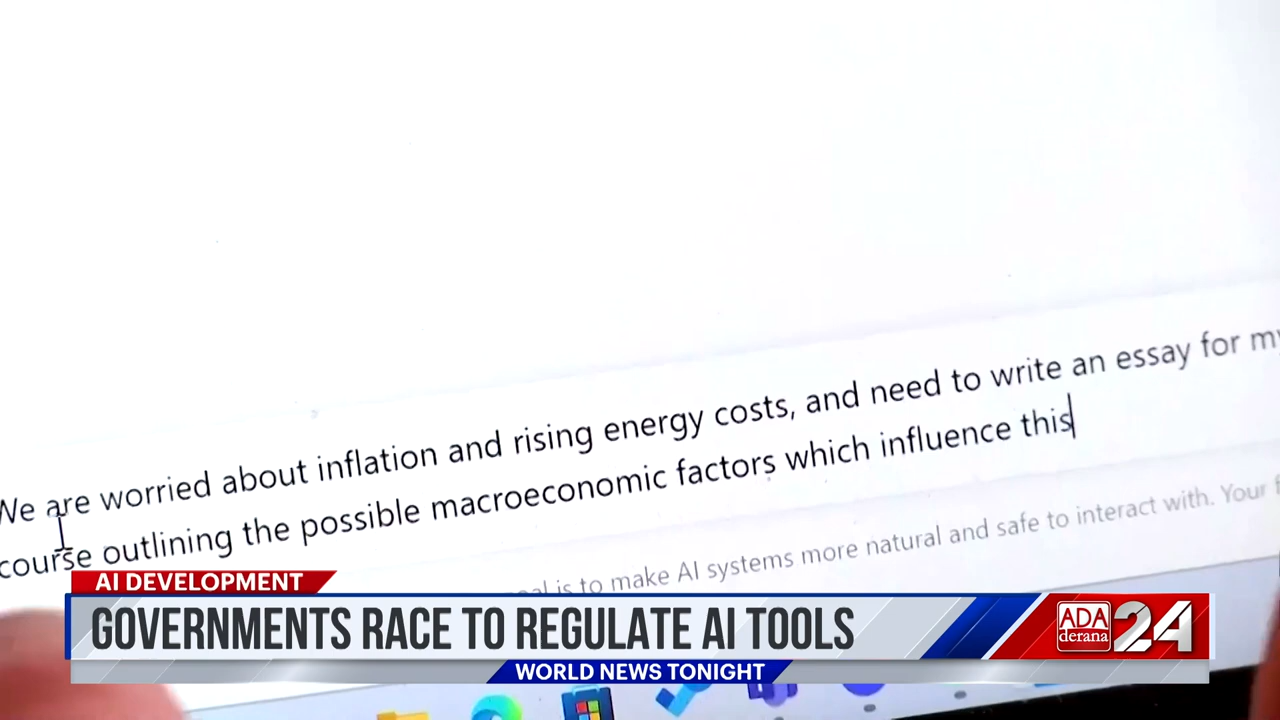 We are worried about inflation and rising energy costs, and need to write an essay for my
course outlining the possible macroeconomic factors which influence this
is to make AI systems more natural and safe to interact with. Your
AI DEVELOPMENT
GOVERNMENTS RACE TO REGULATE AI TOOLS
ADA
derana
24
WORLD NEWS TONIGHT